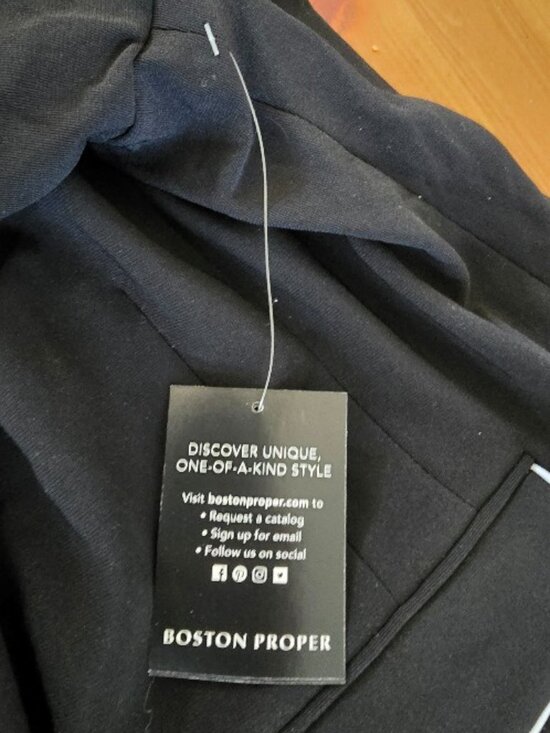 DISCOVER UNIQUE,
ONE-OF-A-KIND STYLE
Visit bostonproper.com to
• Request a catalog
• Sign up for email
• Follow us on social
BOSTON PROPER